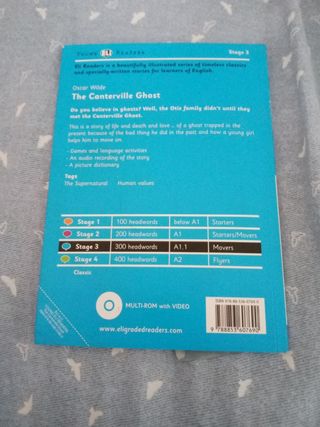 YOUNG ELI READERS Stage 3
ELI Readers is a beautifully illustrated series of timeless classics
and specially-written stories for learners of English.
Oscar Wilde
The Canterville Ghost
Do you believe in ghosts? Well, the Otis family didn't until they
met the Canterville Ghost.
This is a story of life and death and love ... of a ghost trapped in the
present because of the bad thing he did in the past and how a young girl
helps him to move on.
- Games and language activities
- An audio recording of the story
- A picture dictionary
Tags
The Supernatural Human values
Stage 1 100 headwords below A1 Starters
Stage 2 200 headwords A1 Starters/Movers
Stage 3 300 headwords A1.1 Movers
Stage 4 400 headwords A2 Flyers
Classic
MULTI-ROM with VIDEO
www.eligradedreaders.com
9 788853 607690